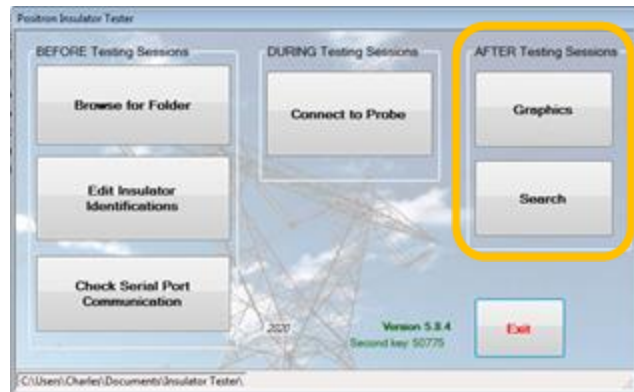 Positron Insulator Tester
BEFORE Testing Sessions
Browse for Folder
Edit Insulator
Identifications
Check Serial Port
Communication
DURING Testing Sessions
Connect to Probe
AFTER Testing Sessions
Graphics
Search
2020
Version 5.8.4
Second key: 50775
Exit
C:\Users\Charles\Documents\Insulator Tester\